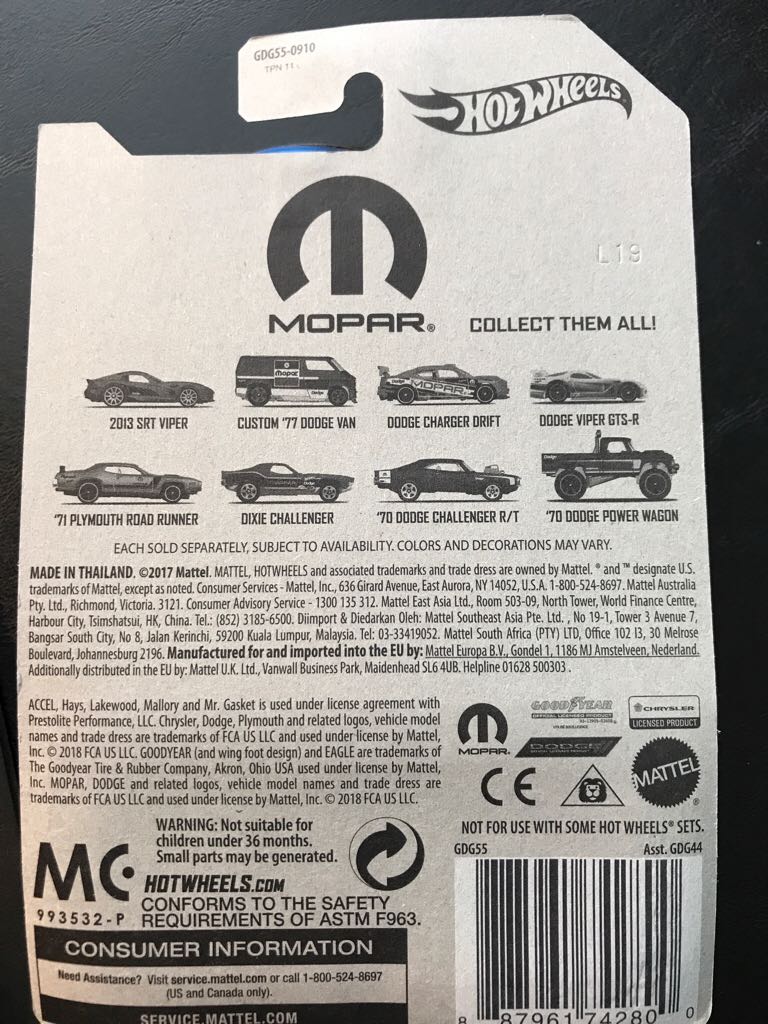 GDG55-0910
HOT WHEELS
L19
MOPAR®
COLLECT THEM ALL!
2013 SRT VIPER
CUSTOM '77 DODGE VAN
DODGE CHARGER DRIFT
DODGE VIPER GTS-R
'71 PLYMOUTH ROAD RUNNER
DIXIE CHALLENGER
'70 DODGE CHALLENGER R/T
'70 DODGE POWER WAGON
EACH SOLD SEPARATELY, SUBJECT TO AVAILABILITY. COLORS AND DECORATIONS MAY VARY.
MADE IN THAILAND. ©2017 Mattel. MATTEL, HOTWHEELS and associated trademarks and trade dress are owned by Mattel. ® and ™ designate U.S.
trademarks of Mattel, except as noted. Consumer Services - Mattel, Inc., 636 Girard Avenue, East Aurora, NY 14052, U.S.A. 1-800-524-8697. Mattel Australia
Pty. Ltd., Richmond, Victoria. 3121. Consumer Advisory Service - 1300 135 312. Mattel East Asia Ltd., Room 503-09, North Tower, World Finance Centre,
Harbour City, Tsimshatsui, HK, China. Tel.: (852) 3185-6500. Diimport & Diedarkan Oleh: Mattel Southeast Asia Pte. Ltd. , No 19-1, Tower 3 Avenue 7,
Bangsar South City, No 8, Jalan Kerinchi, 59200 Kuala Lumpur, Malaysia. Tel: 03-33419052. Mattel South Africa (PTY) LTD, Office 102 I3, 30 Melrose
Boulevard, Johannesburg 2196. Manufactured for and imported into the EU by: Mattel Europa B.V., Gondel 1, 1186 MJ Amstelveen, Nederland.
Additionally distributed in the EU by: Mattel U.K. Ltd., Vanwall Business Park, Maidenhead SL6 4UB. Helpline 01628 500303 .
ACCEL, Hays, Lakewood, Mallory and Mr. Gasket is used under license agreement with
Prestolite Performance, LLC. Chrysler, Dodge, Plymouth and related logos, vehicle model
names and trade dress are trademarks of FCA US LLC and used under license by Mattel,
Inc. © 2018 FCA US LLC. GOODYEAR (and wing foot design) and EAGLE are trademarks of
The Goodyear Tire & Rubber Company, Akron, Ohio USA used under license by Mattel,
Inc. MOPAR, DODGE and related logos, vehicle model names and trade dress are
trademarks of FCA US LLC and used under license by Mattel, Inc. © 2018 FCA US LLC.
MOPAR.
GOODYEAR
OFFICIAL LICENSED PRODUCT
CHRYSLER
LICENSED PRODUCT
DODGE
CE
MATTEL®
WARNING: Not suitable for
children under 36 months.
Small parts may be generated.
MC
993532-P
HOTWHEELS.COM
CONFORMS TO THE SAFETY
REQUIREMENTS OF ASTM F963.
NOT FOR USE WITH SOME HOT WHEELS® SETS.
GDG55
Asst. GDG44
CONSUMER INFORMATION
Need Assistance? Visit service.mattel.com or call 1-800-524-8697
(US and Canada only).
SERVICE.MATTEL.COM
8 87961 74280 0